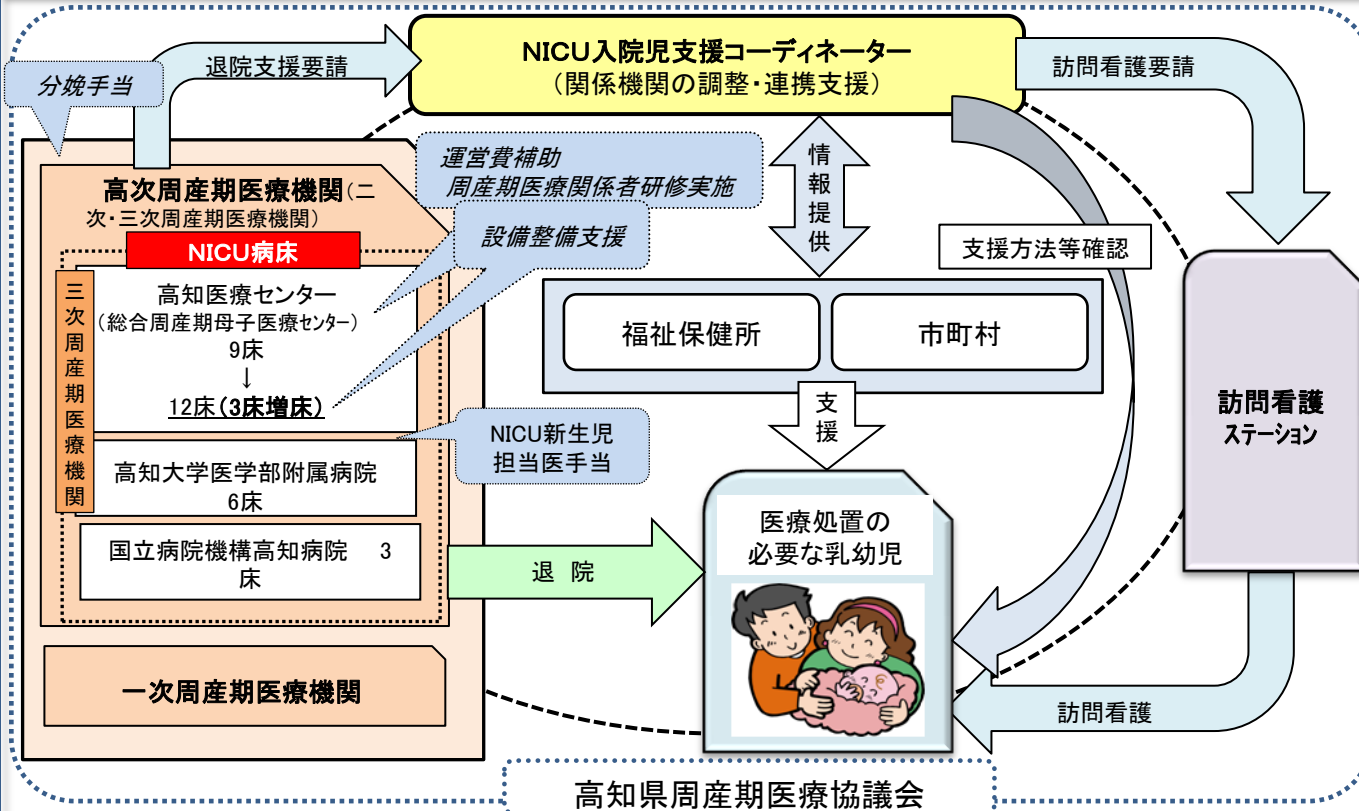 NICU入院児支援コーディネーター
（関係機関の調整・連携支援）
退院支援要請
訪問看護要請
分娩手当
運営費補助
周産期医療関係者研修実施
設備整備支援
高次周産期医療機関（二
次・三次周産期医療機関）
NICU病床
三次周産期医療機関
高知医療センター
（総合周産期母子医療センター）
9床
↓
12床（3床増床）
NICU新生児
担当医手当
高知大学医学部附属病院
6床
国立病院機構高知病院　3
床
一次周産期医療機関
情報提供
支援方法等確認
福祉保健所
市町村
支援
退 院
医療処置の
必要な乳幼児
訪問看護
ステーション
訪問看護
高知県周産期医療協議会